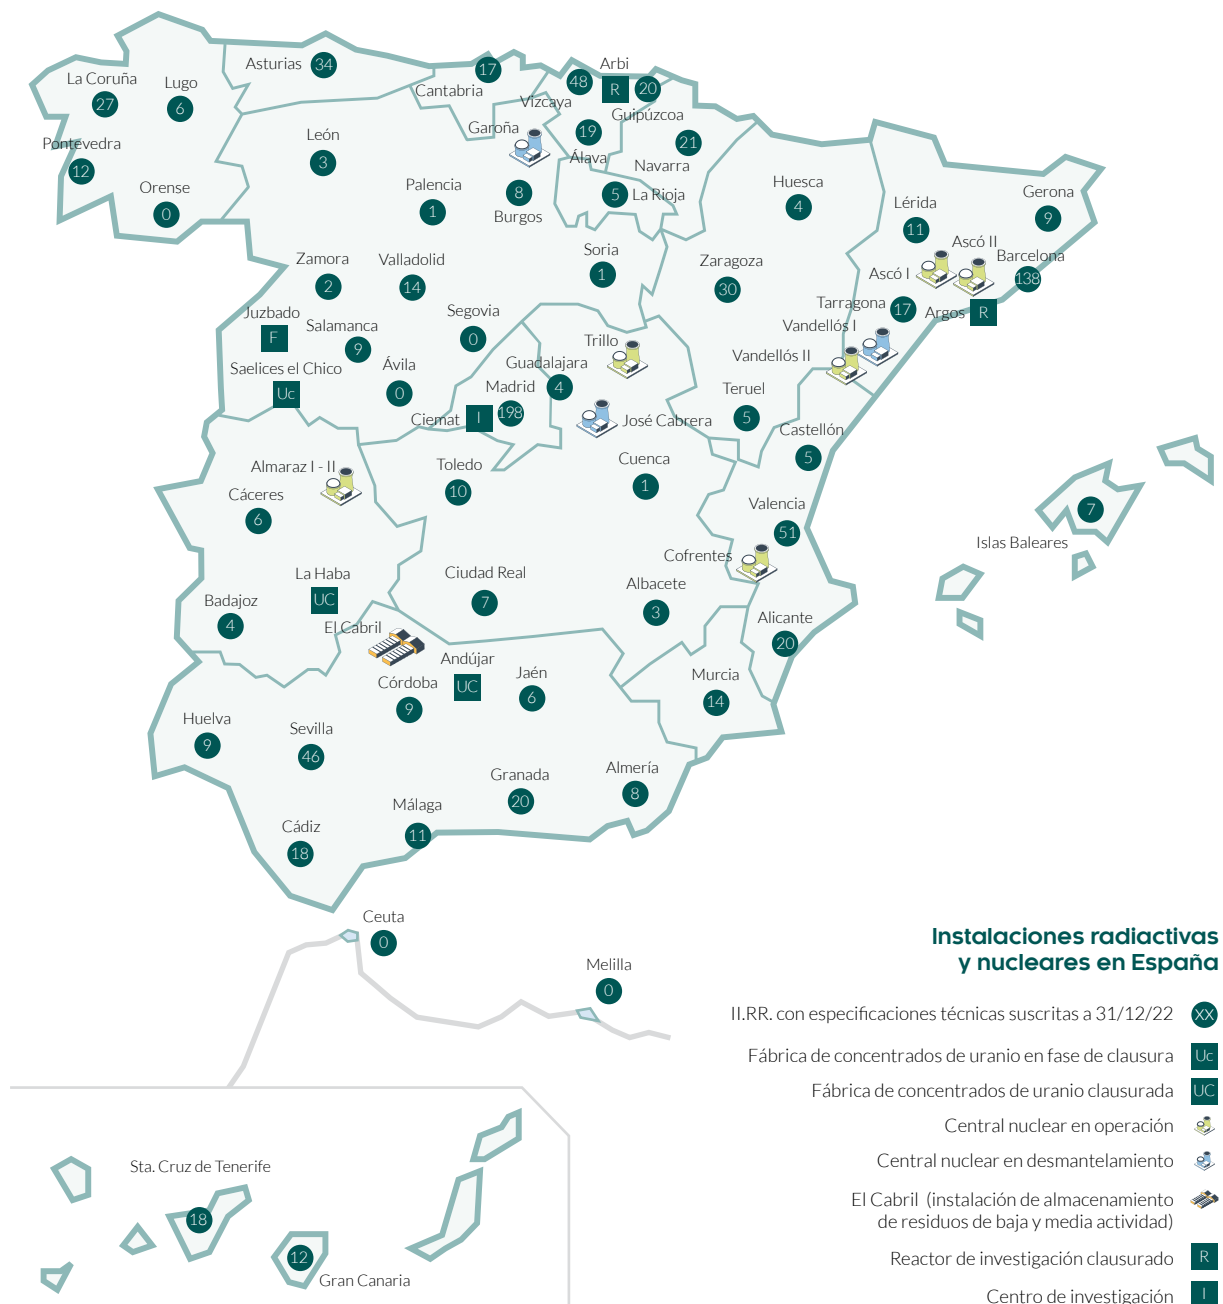 Asturias
34
17
Cantabria
Arbi
R
48
20
Vizcaya
Guipúzcoa
La Coruña
27
Lugo
6
Pontevedra
12
Orense
0
León
3
Garoña
19
Álava
21
Navarra
Palencia
1
8
Burgos
5
La Rioja
Huesca
4
Lérida
11
Gerona
9
Ascó II
Barcelona
138
Ascó I
Zamora
2
Valladolid
14
Soria
1
Zaragoza
30
Tarragona
17
Argos
R
Juzbado
F
Salamanca
9
Segovia
0
Vandellós I
Vandellós II
Trillo
Saelices el Chico
Uc
Ávila
0
Guadalajara
4
Madrid
198
Ciemat
I
José Cabrera
Teruel
5
Castellón
5
Almaraz I - II
Cáceres
6
Toledo
10
Cuenca
1
Valencia
51
Cofrentes
7
Islas Baleares
La Haba
UC
Ciudad Real
7
Albacete
3
Badajoz
4
El Cabril
Alicante
20
Andújar
UC
Córdoba
9
Jaén
6
Murcia
14
Huelva
9
Sevilla
46
Granada
20
Almería
8
Málaga
11
Cádiz
18
Ceuta
0
Melilla
0
Sta. Cruz de Tenerife
18
12
Gran Canaria
Instalaciones radiactivas
y nucleares en España
II.RR. con especificaciones técnicas suscritas a 31/12/22 XX
Fábrica de concentrados de uranio en fase de clausura Uc
Fábrica de concentrados de uranio clausurada UC
Central nuclear en operación
Central nuclear en desmantelamiento
El Cabril (instalación de almacenamiento
de residuos de baja y media actividad)
Reactor de investigación clausurado R
Centro de investigación I